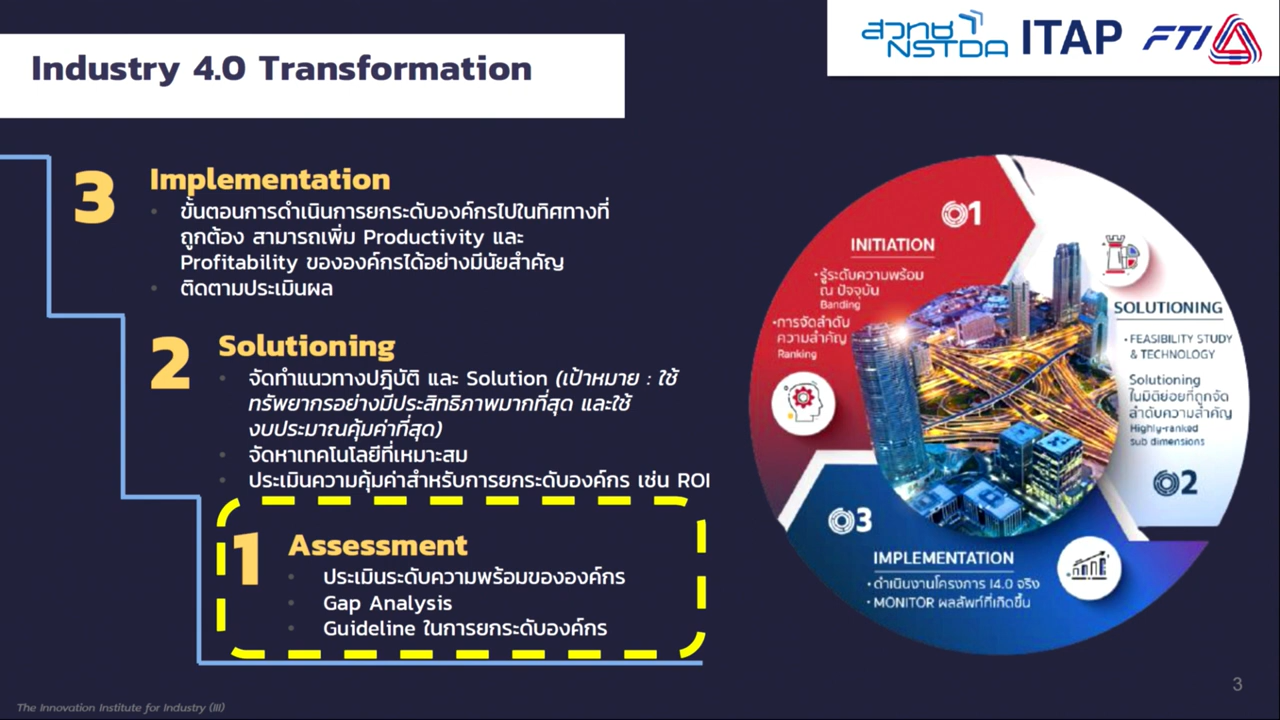 Industry 4.0 Transformation
สวทช
NSTDA
ITAP
FTI
3
Implementation
ขั้นตอนการดำเนินการยกระดับองค์กรไปในทิศทางที่
ถูกต้อง สามารถเพิ่ม Productivity และ
Profitability ขององค์กรได้อย่างมีนัยสำคัญ
ติดตามประเมินผล
2
Solutioning
จัดทำแนวทางปฏิบัติ และ Solution (เป้าหมาย : ใช้
ทรัพยากรอย่างมีประสิทธิภาพมากที่สุด และใช้
งบประมาณคุ้มค่าที่สุด)
จัดหาเทคโนโลยีที่เหมาะสม
ประเมินความคุ้มค่าสำหรับการยกระดับองค์กร เช่น ROI
1
Assessment
ประเมินระดับความพร้อมขององค์กร
Gap Analysis
Guideline ในการยกระดับองค์กร
01
INITIATION
รู้ระดับความพร้อม
ณ ปัจจุบัน
Banding
การจัดลำดับ
ความสำคัญ
Ranking
SOLUTIONING
FEASIBILITY STUDY
& TECHNOLOGY
Solutioning
ในมิติย่อยที่ถูกจัด
ลำดับความสำคัญ
Highly-ranked
sub dimensions
02
03
IMPLEMENTATION
ดำเนินงานโครงการ I4.0 จริง
MONITOR ผลลัพท์ที่เกิดขึ้น
The Innovation Institute for Industry (III)
3